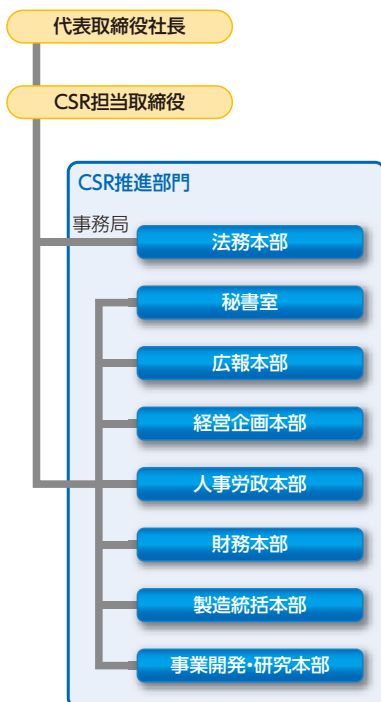 代表取締役社長
CSR担当取締役
CSR推進部門
事務局
法務本部
秘書室
広報本部
経営企画本部
人事労政本部
財務本部
製造統括本部
事業開発・研究本部